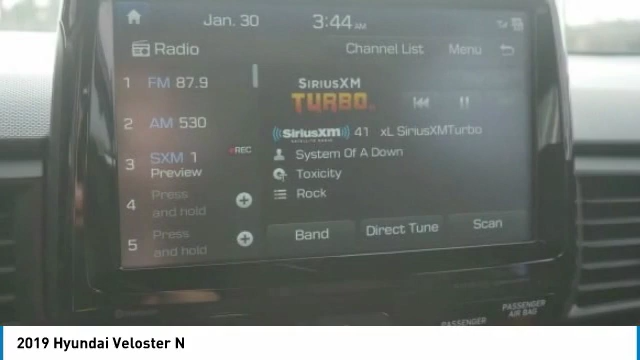 Jan. 30 3:44 AM
Radio Channel List Menu
1 FM 87.9
SIRIUSXM
TURBO
2 AM 530
SiriusXM 41 xL SiriusXMTurbo
SATELLITE RADIO
3 SXM 1 REC
Preview
System Of A Down
Toxicity
Rock
4 Press
and hold
5 Press
and hold
Band Direct Tune Scan
PASSENGER
AIR BAG
PASSENGER
2019 Hyundai Veloster N